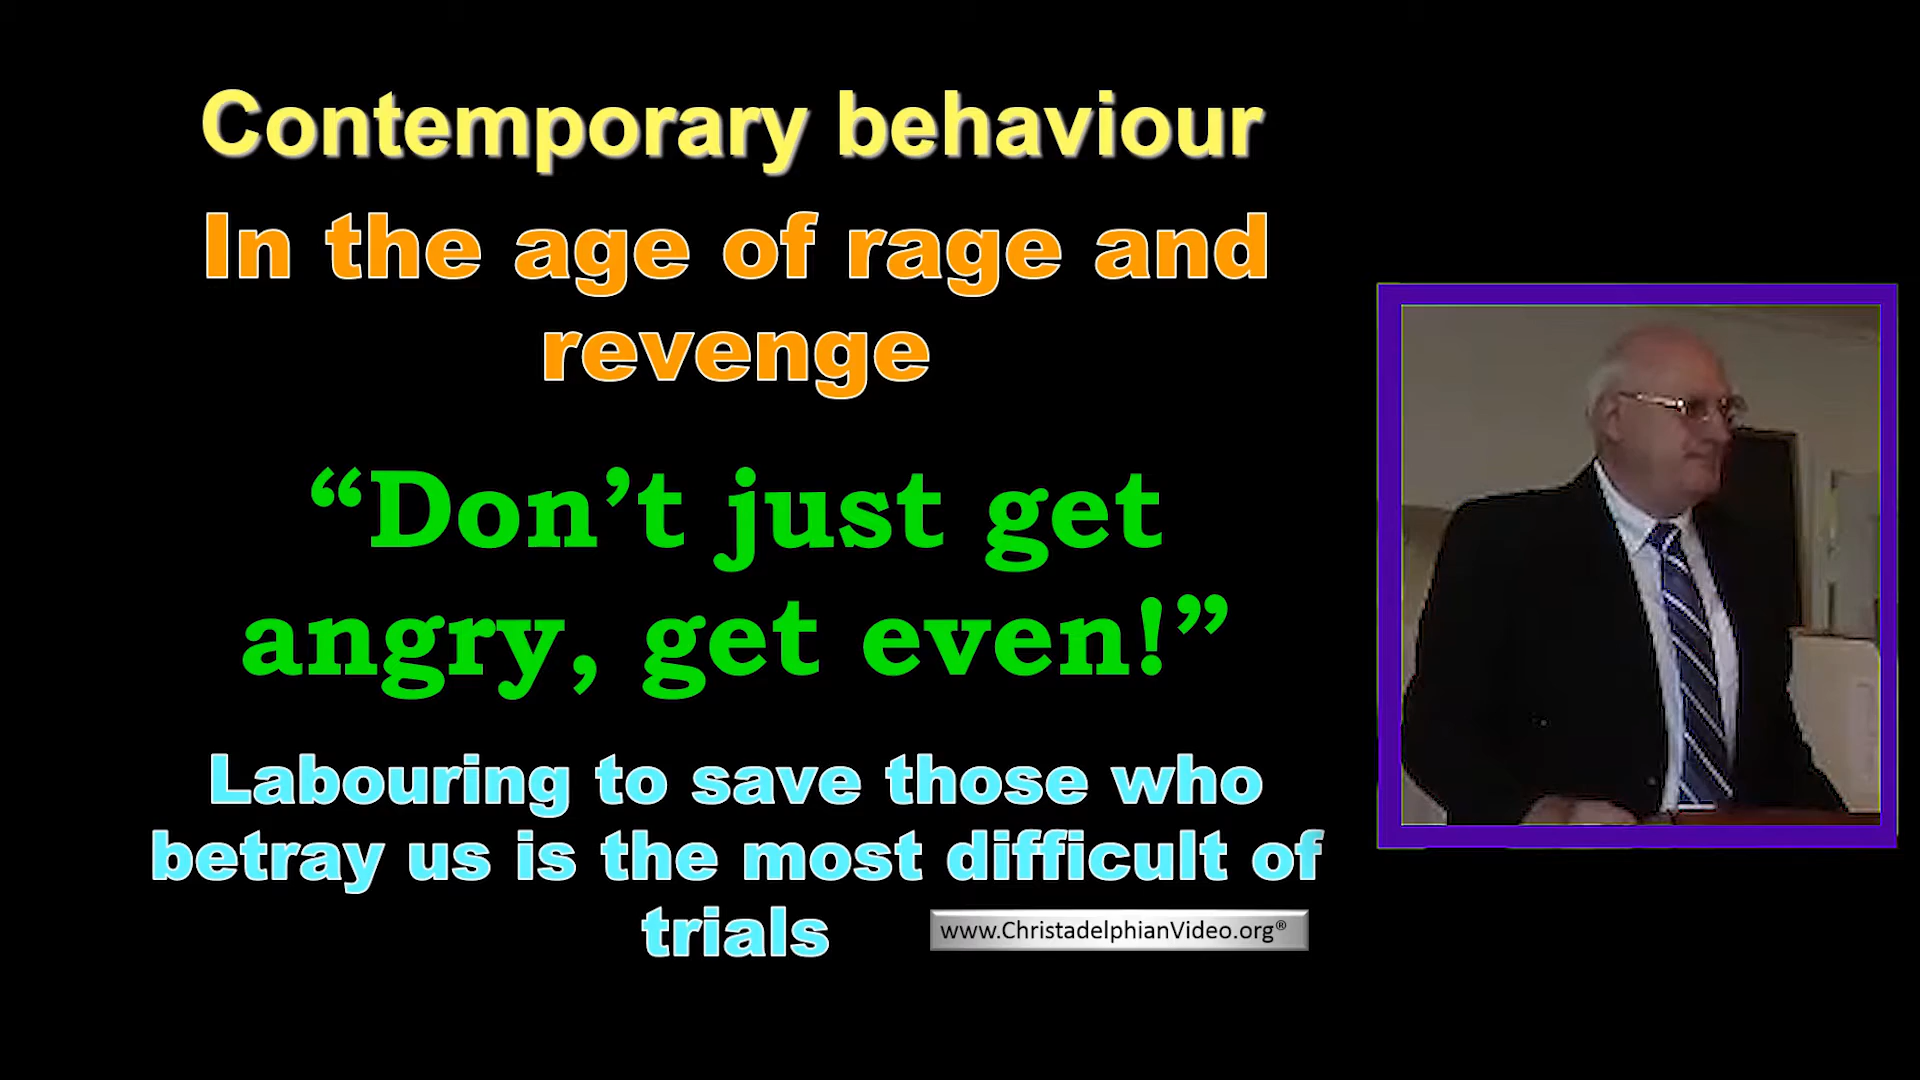 Contemporary behaviour
In the age of rage and
revenge
“Don’t just get
angry, get even!”
Labouring to save those who
betray us is the most difficult of
trials
www.ChristadelphianVideo.org®